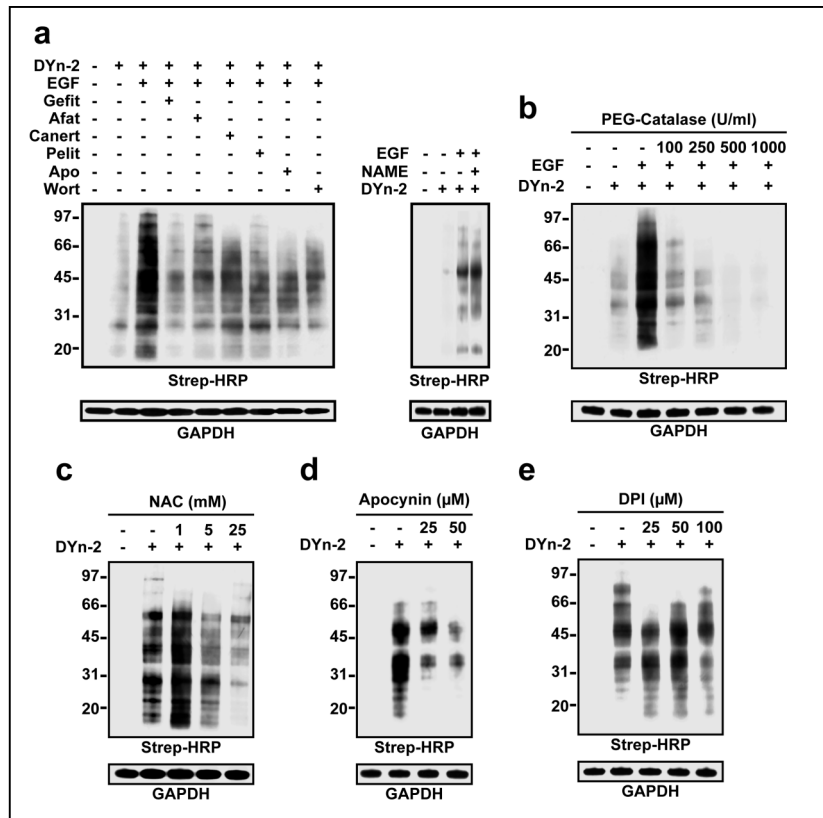 a
DYn-2 - + + + + + + + +
EGF - - + + + + + + +
Gefit - - - + - - - - -
Afat - - - - + - - - -
Canert - - - - - + - - -
Pelit - - - - - - + - -
Apo - - - - - - - + -
Wort - - - - - - - - +
97-
66-
45-
31-
20-
Strep-HRP
GAPDH
EGF - - + +
NAME - - - +
DYn-2 - + + +
Strep-HRP
GAPDH
b
PEG-Catalase (U/ml)
- - - 100 250 500 1000
EGF - - + + + + +
DYn-2 - + + + + + +
97-
66-
45-
31-
20-
Strep-HRP
GAPDH
c
NAC (mM)
- - 1 5 25
DYn-2 - + + + +
97-
66-
45-
31-
20-
Strep-HRP
GAPDH
d
Apocynin (µM)
- - 25 50
DYn-2 - + + +
97-
66-
45-
31-
20-
Strep-HRP
GAPDH
e
DPI (µM)
- - 25 50 100
DYn-2 - + + + +
97-
66-
45-
31-
20-
Strep-HRP
GAPDH